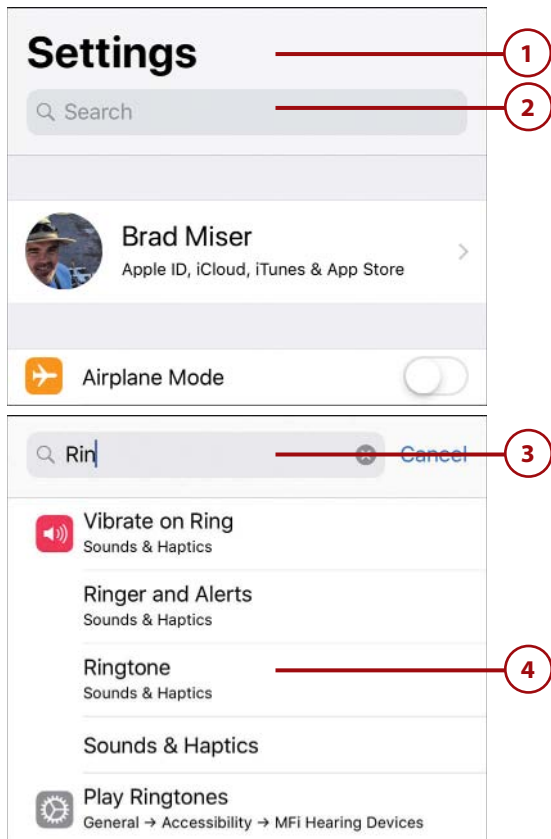 Settings
1
Search
2
Brad Miser
Apple ID, iCloud, iTunes & App Store
Airplane Mode
Rin
Cancel
3
Vibrate on Ring
Sounds & Haptics
Ringer and Alerts
Sounds & Haptics
Ringtone
Sounds & Haptics
4
Sounds & Haptics
Play Ringtones
General → Accessibility → MFi Hearing Devices